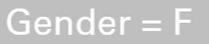 Gender = F